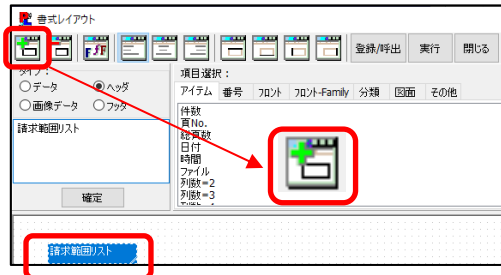 書式レイアウト
登録/呼出 実行 閉じる
タイプ:
データ ヘッダ
画像データ フッタ
請求範囲リスト
確定
項目選択:
アイテム 番号 フロント フロント-Family 分類 図面 その他
件数
頁No.
総頁数
日付
時間
ファイル
列数=2
列数=3
請求範囲リスト